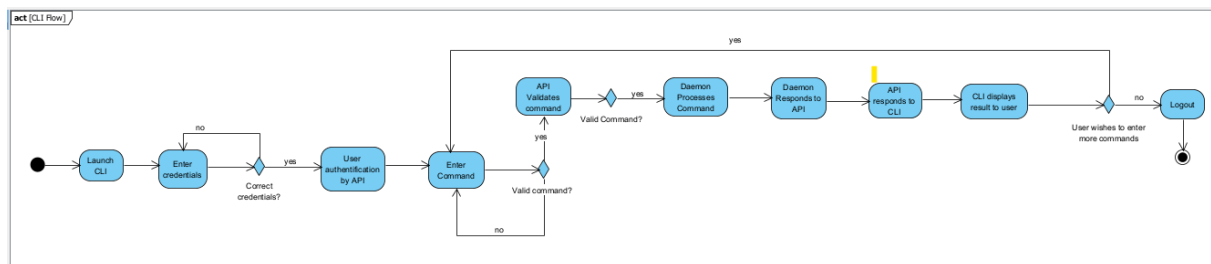 act [CLI Flow]
yes
API
Validates
command
yes
Valid Command?
Daemon
Processes
Command
Daemon
Responds to
API
API
responds to
CLI
CLI displays
result to user
no
Logout
User wishes to enter
more commands
no
yes
Launch
CLI
Enter
credentials
yes
Correct
credentials?
User
authentification
by API
Enter
Command
Valid command?
no